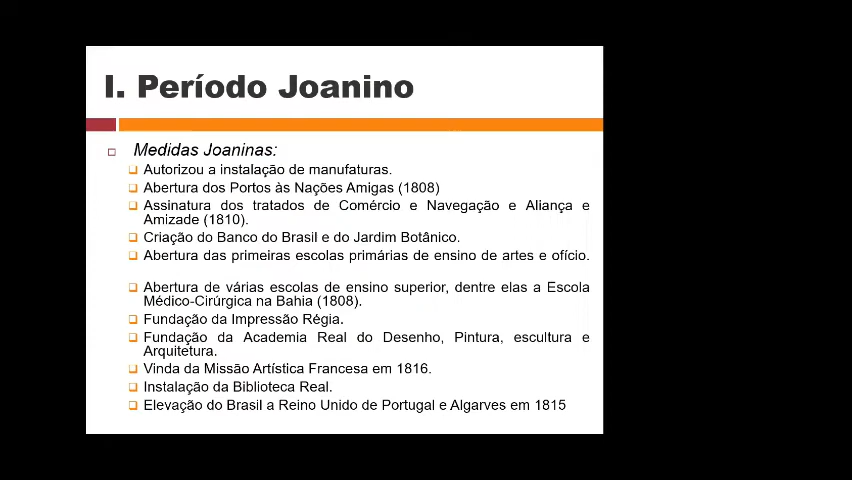 I. Período Joanino
Medidas Joaninas:
Autorizou a instalação de manufaturas.
Abertura dos Portos às Nações Amigas (1808)
Assinatura dos tratados de Comércio e Navegação e Aliança e
Amizade (1810).
Criação do Banco do Brasil e do Jardim Botânico.
Abertura das primeiras escolas primárias de ensino de artes e ofício.
Abertura de várias escolas de ensino superior, dentre elas a Escola
Médico-Cirúrgica na Bahia (1808).
Fundação da Impressão Régia.
Fundação da Academia Real do Desenho, Pintura, escultura e
Arquitetura.
Vinda da Missão Artística Francesa em 1816.
Instalação da Biblioteca Real.
Elevação do Brasil a Reino Unido de Portugal e Algarves em 1815